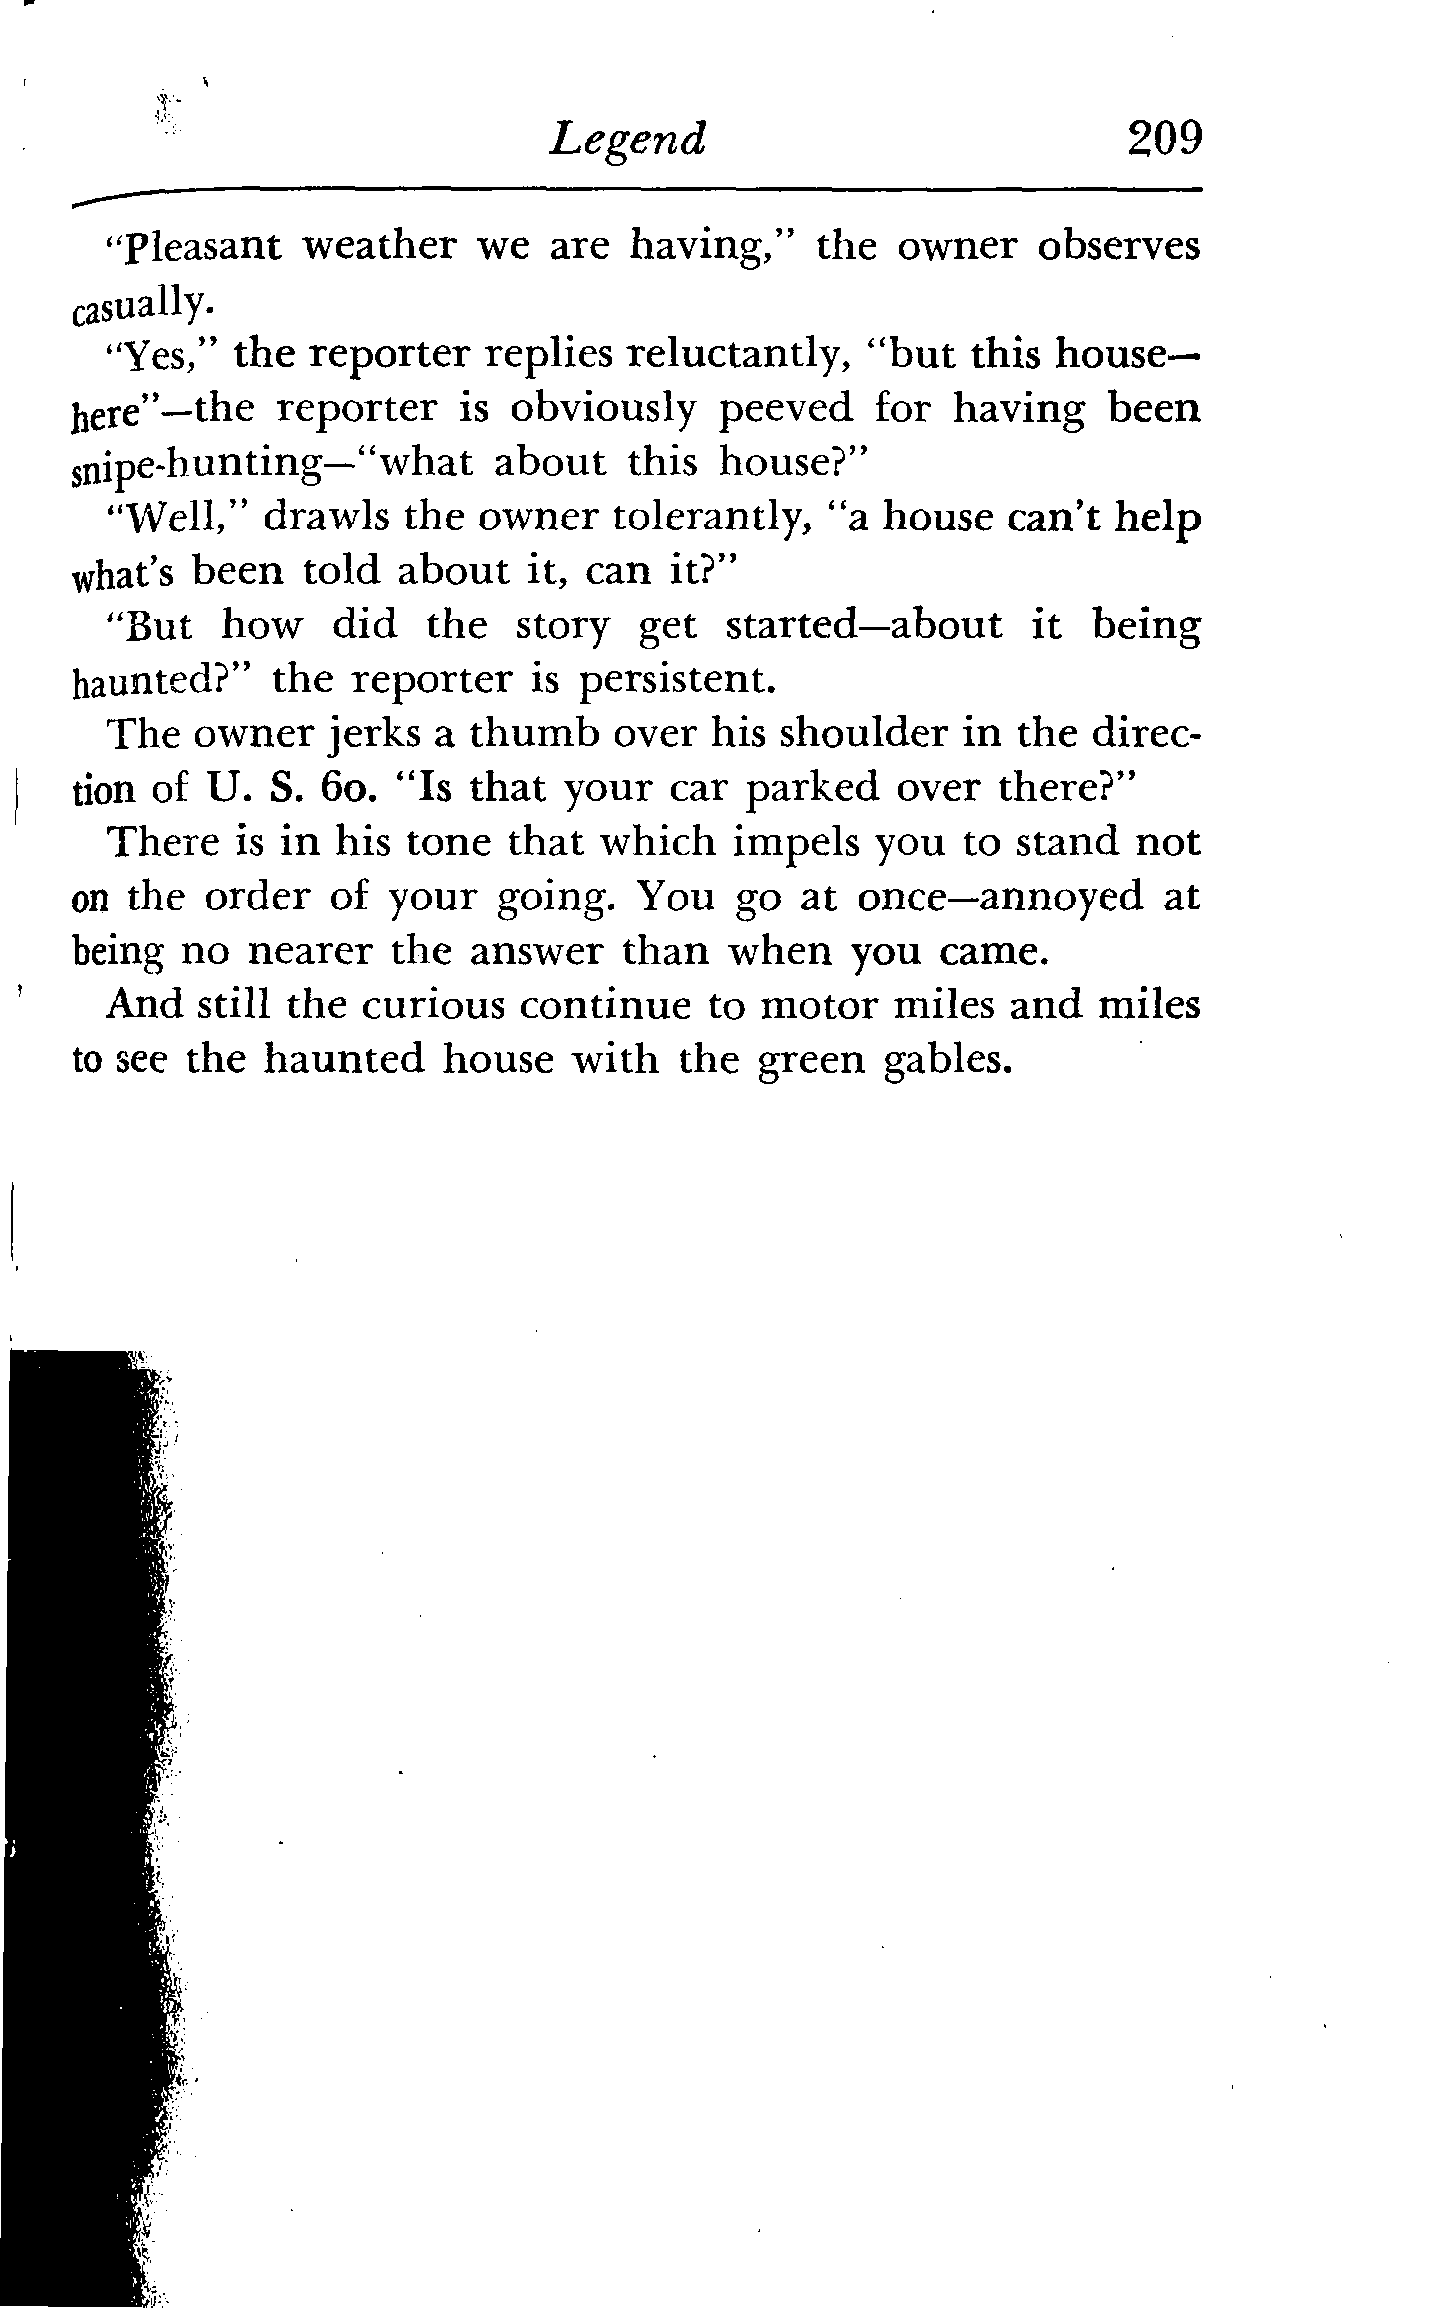 Legend 209
"Pleasant weather we are having," the owner observes
casually.
"Yes," the reporter replies reluctantly, "but this house—
here"—the reporter is obviously peeved for having been
snipe-hunting—"what about this house?"
"Well," drawls the owner tolerantly, "a house can't help
what's been told about it, can it?"
"But how did the story get started—about it being
haunted?" the reporter is persistent.
The owner jerks a thumb over his shoulder in the direc-
tion of U. S. 60. "Is that your car parked over there?"
There is in his tone that which impels you to stand not
on the order of your going. You go at once—annoyed at
being no nearer the answer than when you came.
And still the curious continue to motor miles and miles
to see the haunted house with the green gables.